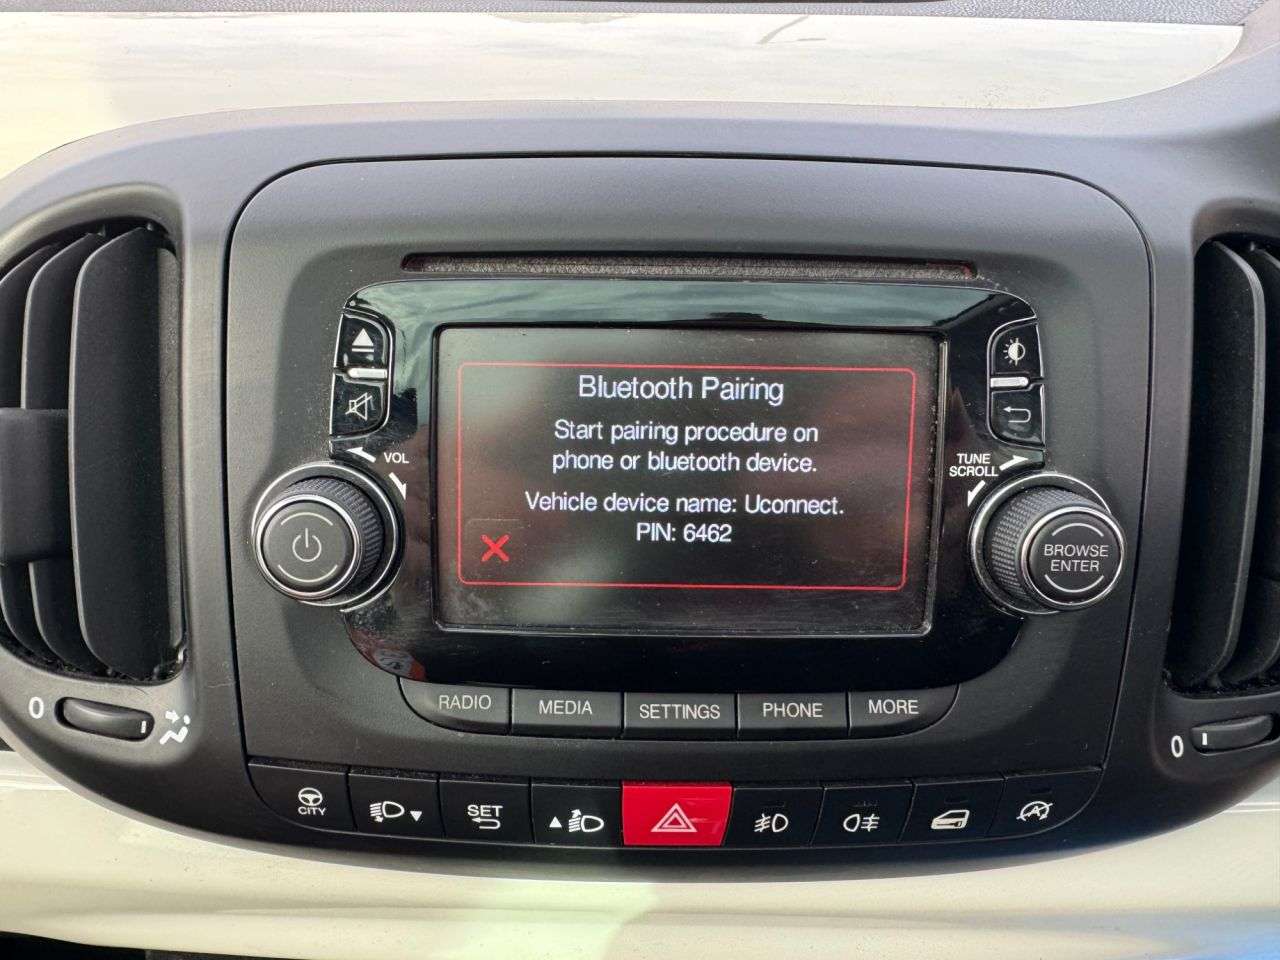 Bluetooth Pairing
Start pairing procedure on
phone or bluetooth device.
Vehicle device name: Uconnect.
PIN: 6462
VOL
TUNE
SCROLL
BROWSE
ENTER
RADIO
MEDIA
SETTINGS
PHONE
MORE
0
0
CITY
SET
A